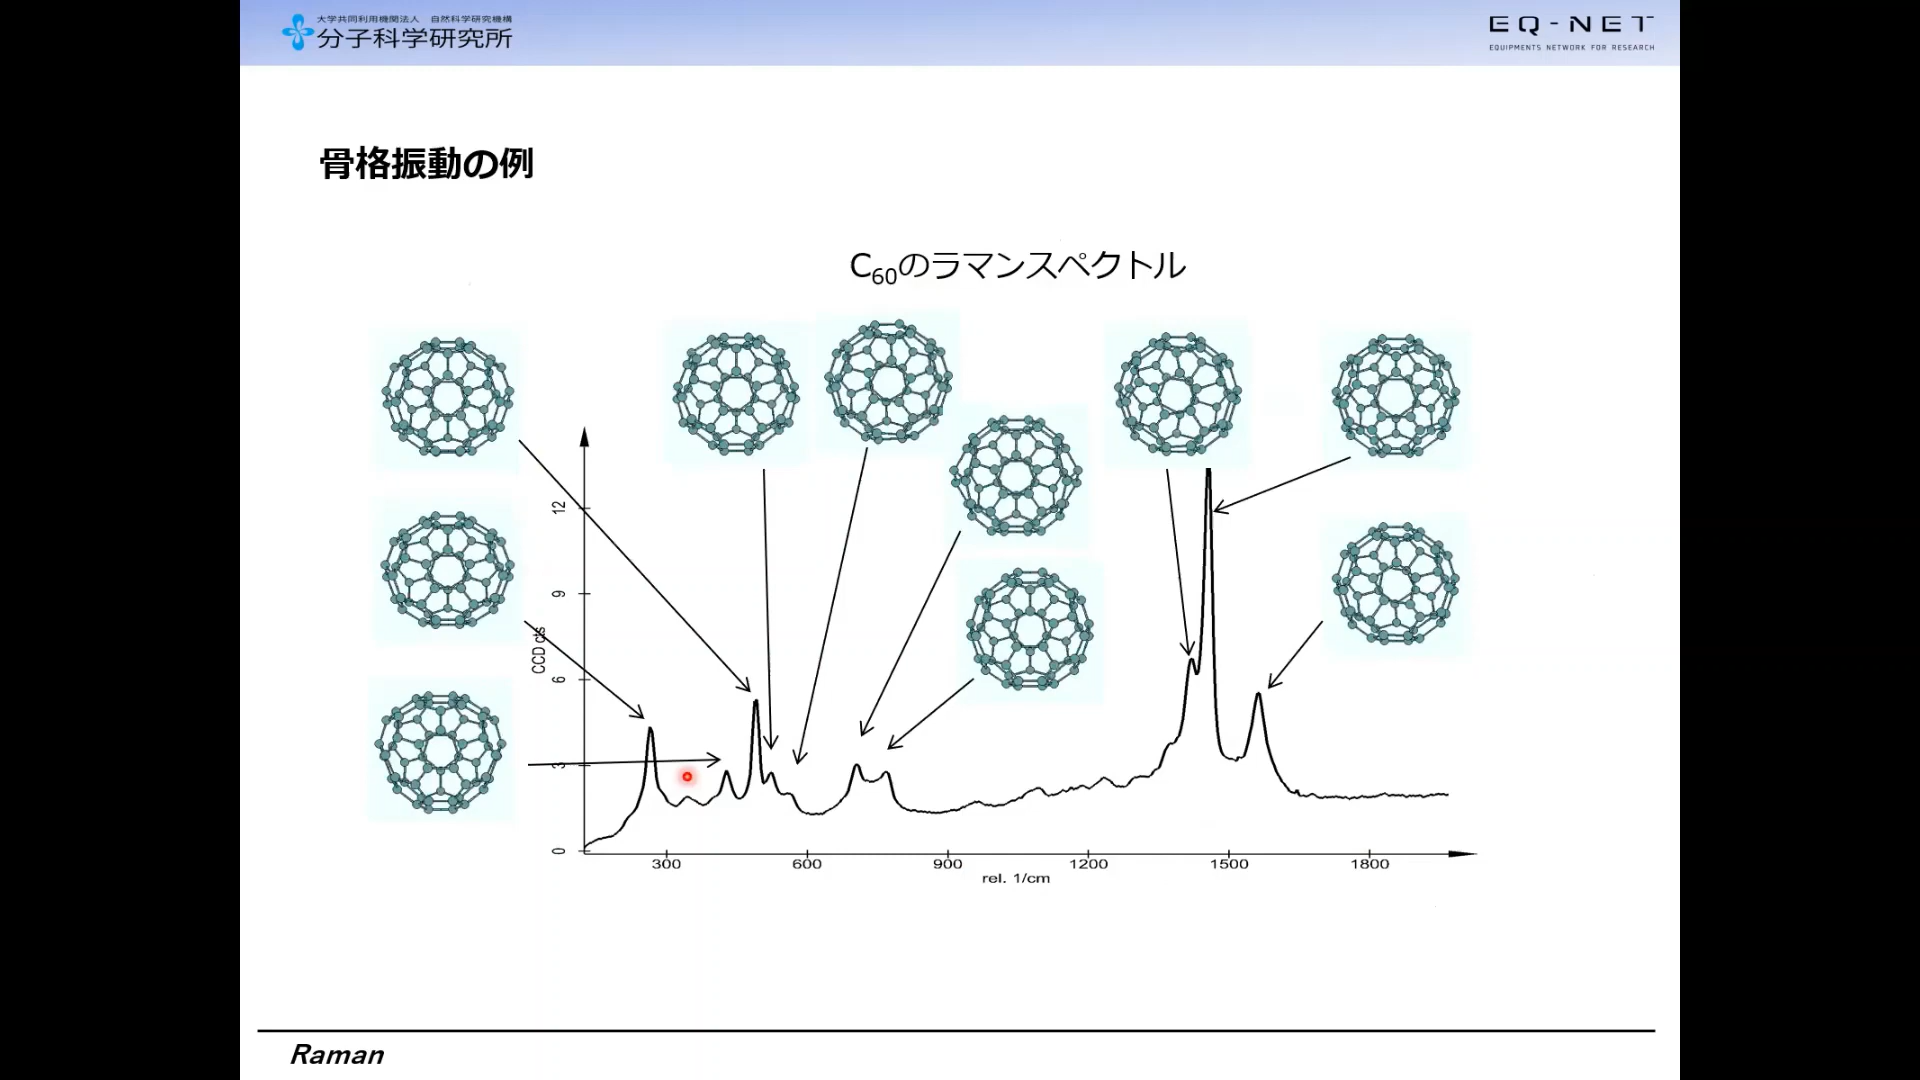 大学共同利用機関法人 自然科学研究機構
分子科学研究所
EQ-NET
EQUIPMENTS NETWORK FOR RESEARCH
骨格振動の例
C60のラマンスペクトル
12
9
6
3
0
CCD cts
300 600 900 1200 1500 1800
rel. 1/cm
Raman